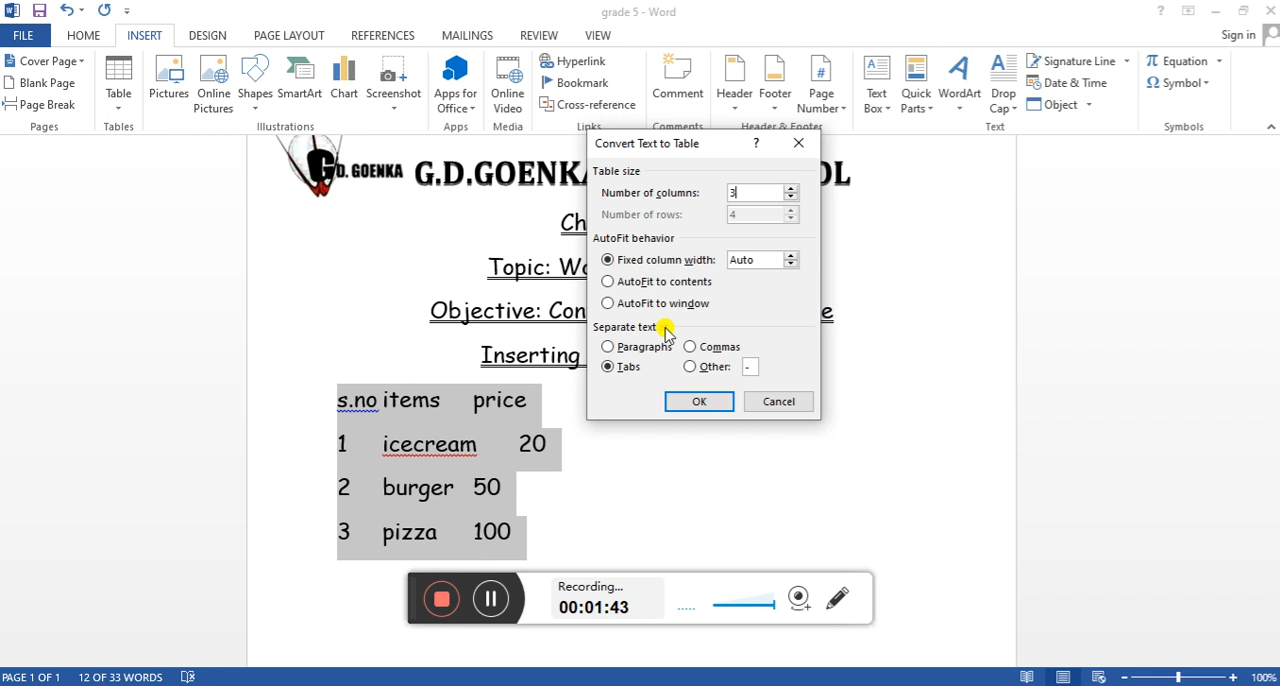 grade 5 - Word
FILE HOME INSERT DESIGN PAGE LAYOUT REFERENCES MAILINGS REVIEW VIEW Sign in
Cover Page
Blank Page
Page Break
Pages
Table
Tables
Pictures
Online Pictures
Shapes
SmartArt
Chart
Screenshot
Illustrations
Apps for Office
Apps
Online Video
Media
Hyperlink
Bookmark
Cross-reference
Links
Comment
Comments
Header
Footer
Page Number
Header & Footer
Text Box
Quick Parts
WordArt
Drop Cap
Signature Line
Date & Time
Object
Text
Equation
Symbol
Symbols
G.D. GOENKA G.D.GOENK OL
Ch
Topic: Wo
Objective: Con e
Inserting
s.no items price
1 icecream 20
2 burger 50
3 pizza 100
Convert Text to Table ?
Table size
Number of columns: 3
Number of rows: 4
AutoFit behavior
Fixed column width: Auto
AutoFit to contents
AutoFit to window
Separate text
Paragraphs Commas
Tabs Other: -
OK Cancel
Recording...
00:01:43
PAGE 1 OF 1 12 OF 33 WORDS 100%